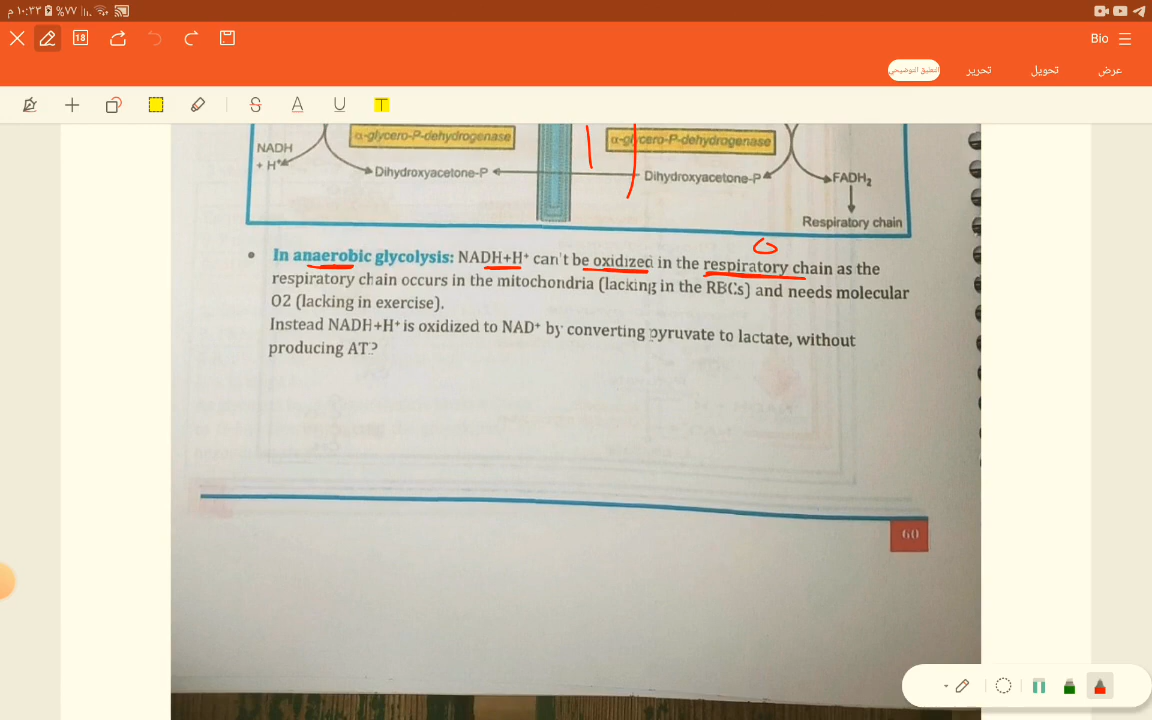 ١٠:٣٣ م
%٧٧
18
Bio
عرض
تحويل
تحرير
التعليق التوضيحي
S A U T
α-glycero-P-dehydrogenase
α-glycero-P-dehydrogenase
NADH
+ H⁺
Dihydroxyacetone-P
Dihydroxyacetone-P
FADH₂
Respiratory chain
• In anaerobic glycolysis: NADH+H⁺ can't be oxidized in the respiratory chain as the
respiratory chain occurs in the mitochondria (lacking in the RBCs) and needs molecular
O2 (lacking in exercise).
Instead NADH+H⁺ is oxidized to NAD⁺ by converting pyruvate to lactate, without
producing ATP
60